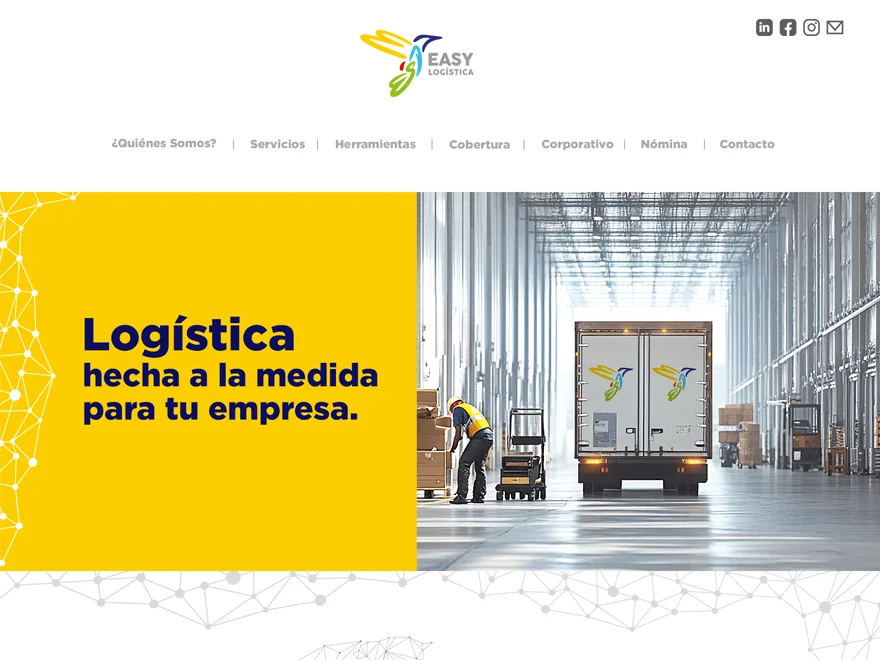 EASY
LOGÍSTICA
¿Quiénes Somos? | Servicios | Herramientas | Cobertura | Corporativo | Nómina | Contacto
Logística
hecha a la medida
para tu empresa.